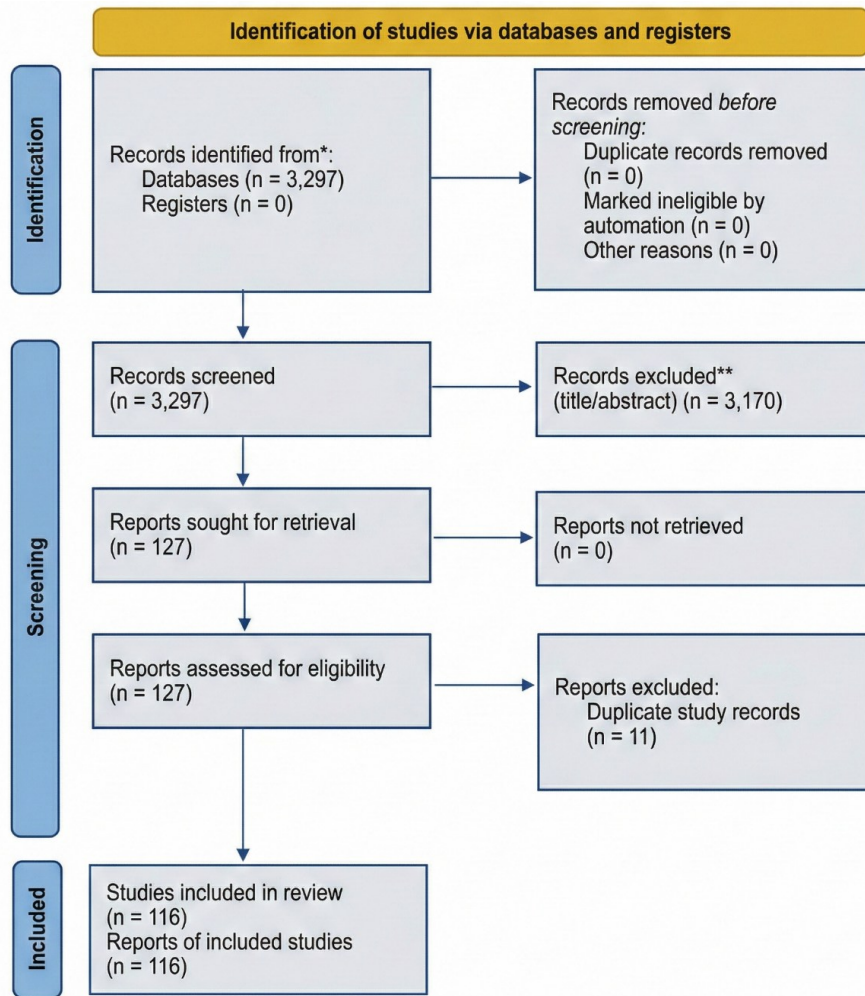 Identification of studies via databases and registers
Identification
Records identified from*:
Databases (n = 3,297)
Registers (n = 0)
Records removed before
screening:
Duplicate records removed
(n = 0)
Marked ineligible by
automation (n = 0)
Other reasons (n = 0)
Screening
Records screened
(n = 3,297)
Records excluded**
(title/abstract) (n = 3,170)
Reports sought for retrieval
(n = 127)
Reports not retrieved
(n = 0)
Reports assessed for eligibility
(n = 127)
Reports excluded:
Duplicate study records
(n = 11)
Included
Studies included in review
(n = 116)
Reports of included studies
(n = 116)